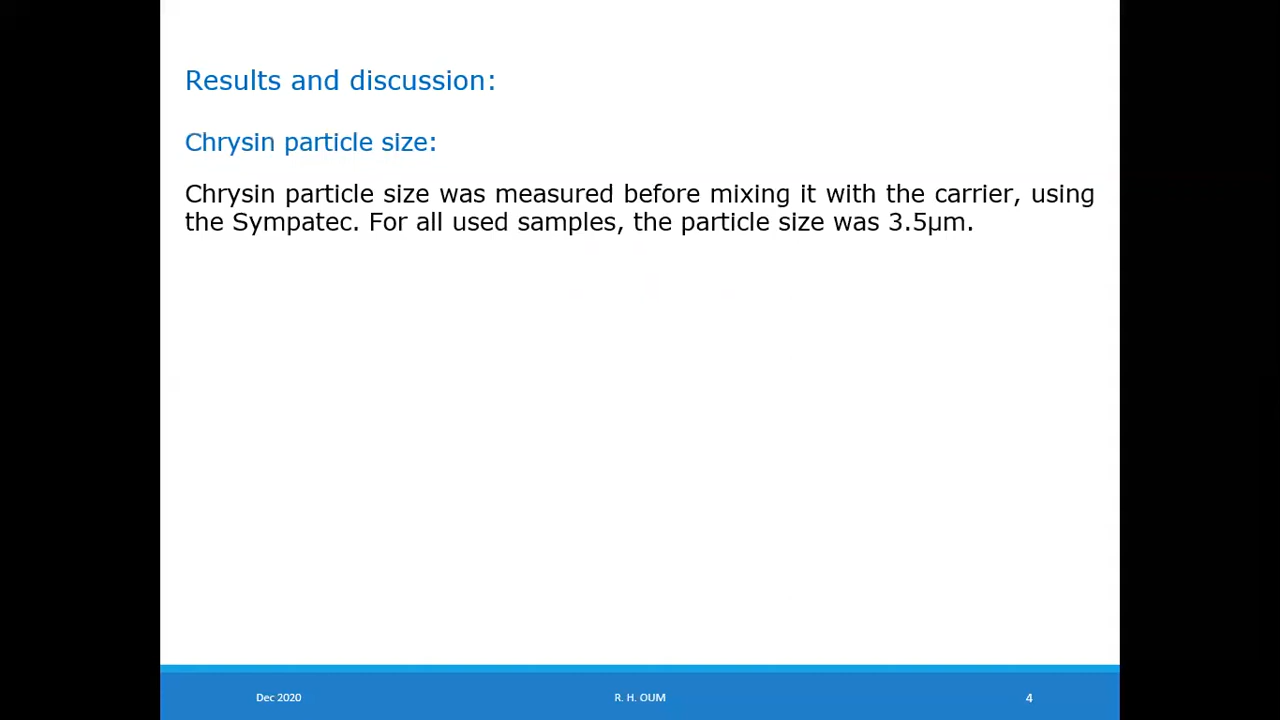 Results and discussion:
Chrysin particle size:
Chrysin particle size was measured before mixing it with the carrier, using
the Sympatec. For all used samples, the particle size was 3.5µm.
Dec 2020
R. H. OUM
4